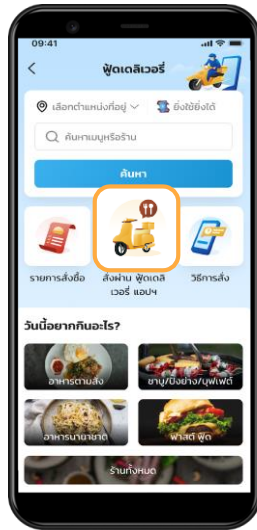 09:41
ฟู้ดเดลิเวอรี่
เลือกตำแหน่งที่อยู่
ยิ่งใช้ยิ่งได้
ค้นหาเมนูหรือร้าน
ค้นหา
รายการสั่งซื้อ
สั่งผ่าน ฟู้ดเดลิ
เวอรี่ แอปฯ
วิธีการสั่ง
วันนี้อยากกินอะไร?
อาหารตามสั่ง
ชาบู/ปิ้งย่าง/บุฟเฟ่ต์
อาหารนานาชาติ
ฟาสต์ ฟู้ด
ร้านทั้งหมด